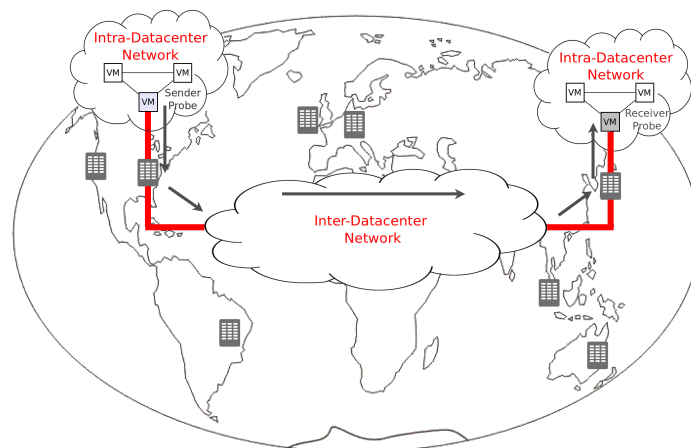 Intra-Datacenter
Network
VM VM
VM
Sender
Probe
Intra-Datacenter
Network
VM VM
VM
Receiver
Probe
Inter-Datacenter
Network